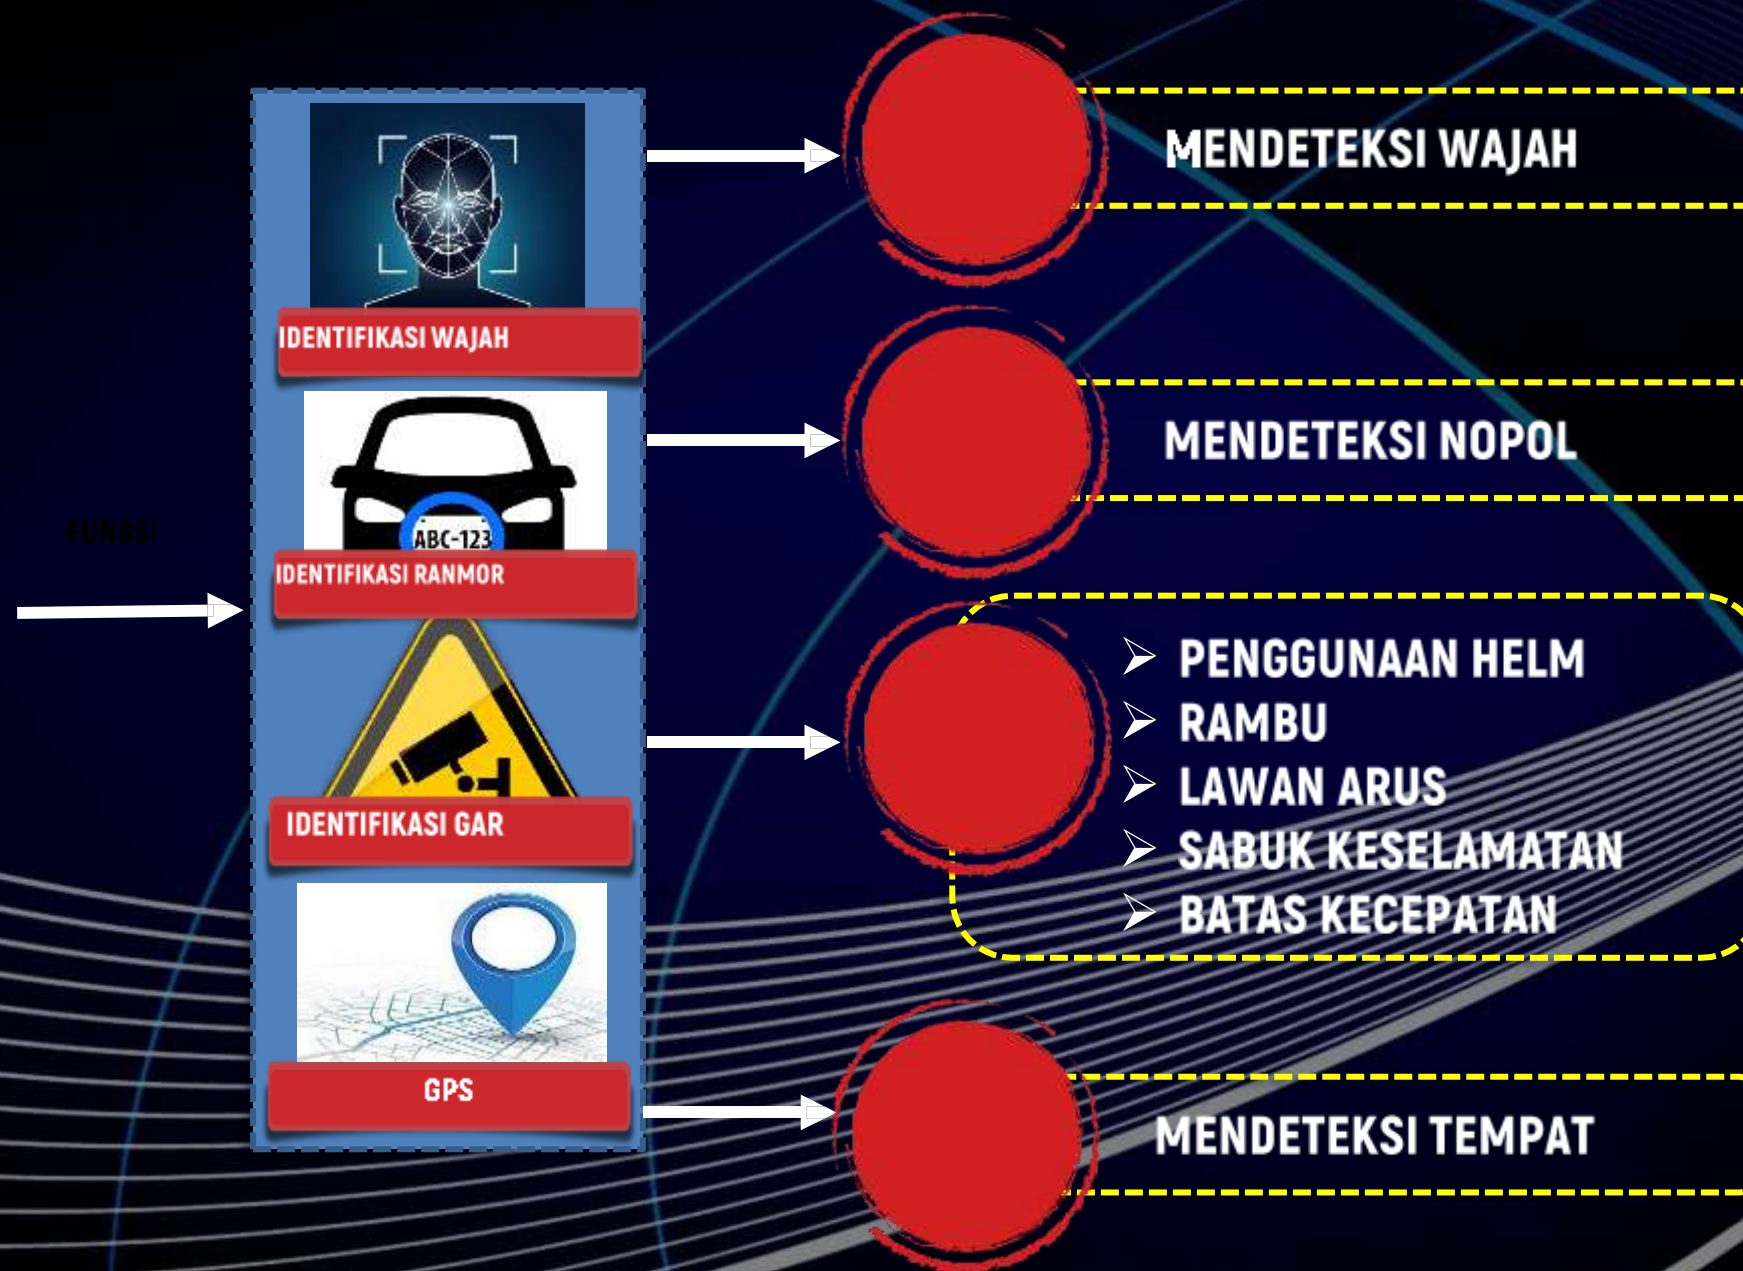 FUNGSI
IDENTIFIKASI WAJAH
ABC-123
IDENTIFIKASI RANMOR
IDENTIFIKASI GAR
GPS
MENDETEKSI WAJAH
MENDETEKSI NOPOL
PENGGUNAAN HELM
RAMBU
LAWAN ARUS
SABUK KESELAMATAN
BATAS KECEPATAN
MENDETEKSI TEMPAT